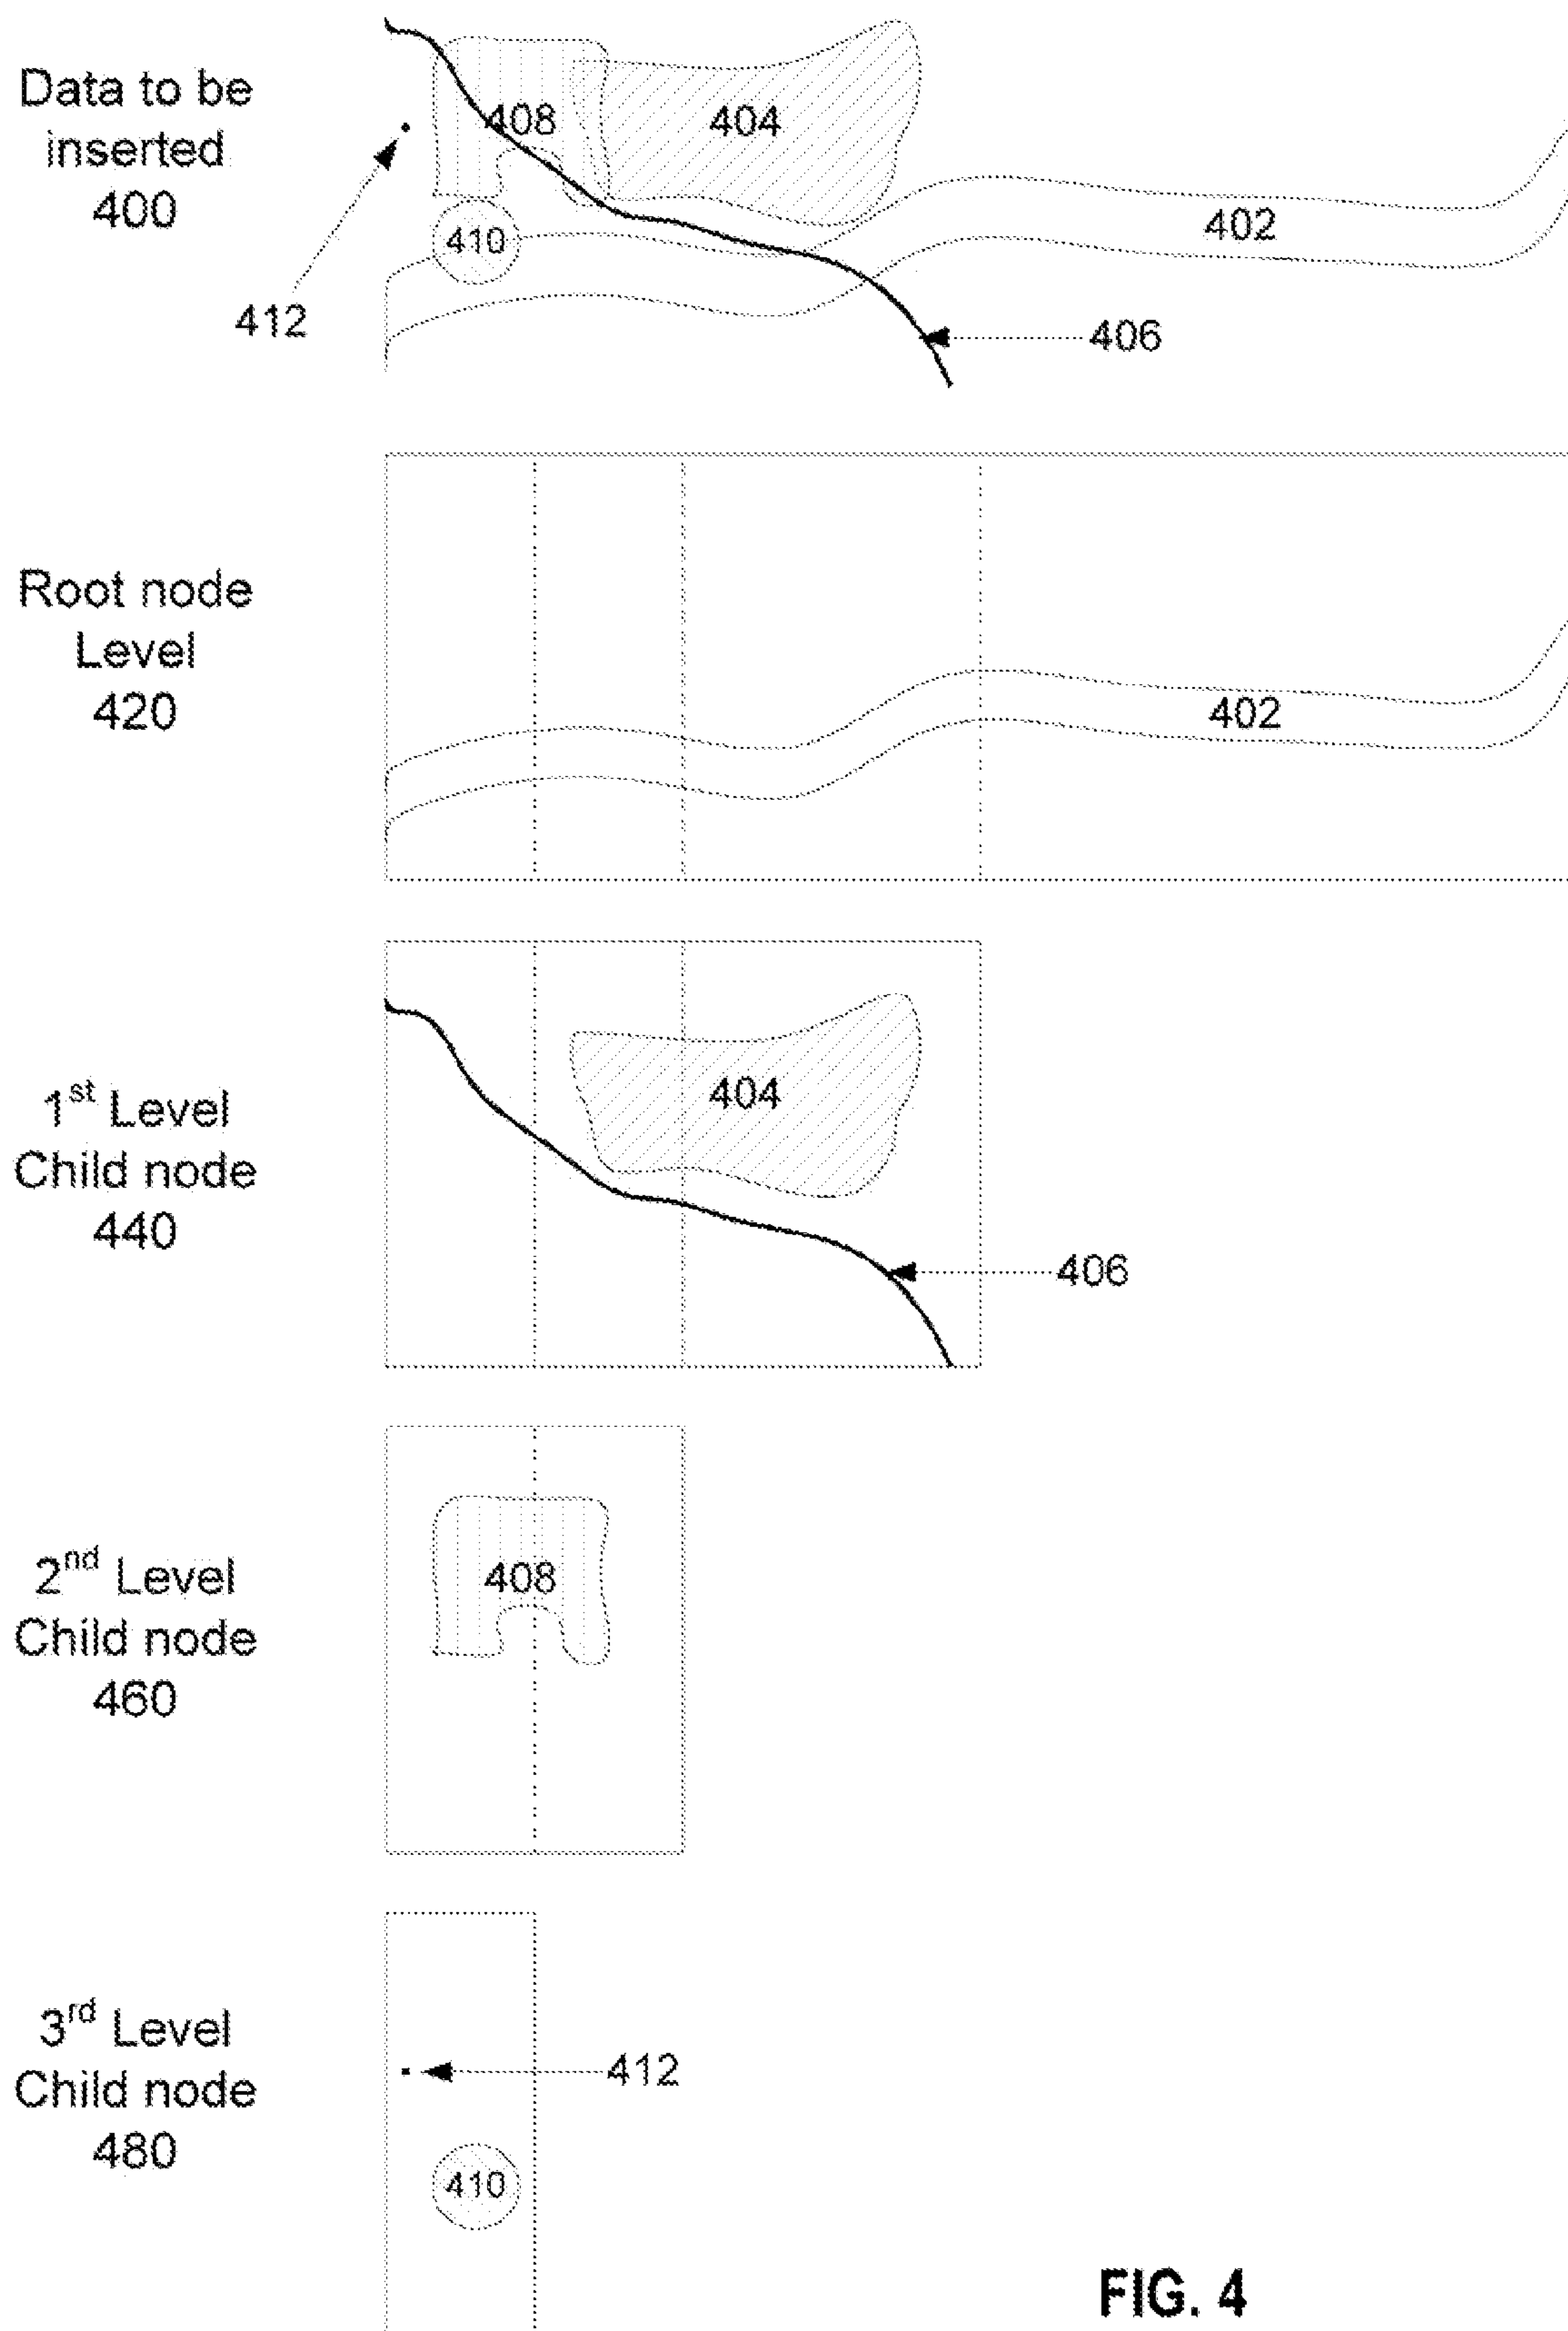 Data to be
inserted
400
408
404
402
410
412
406
Root node
Level
420
402
1st Level
Child node
440
404
406
2nd Level
Child node
460
408
3rd Level
Child node
480
412
410
FIG. 4